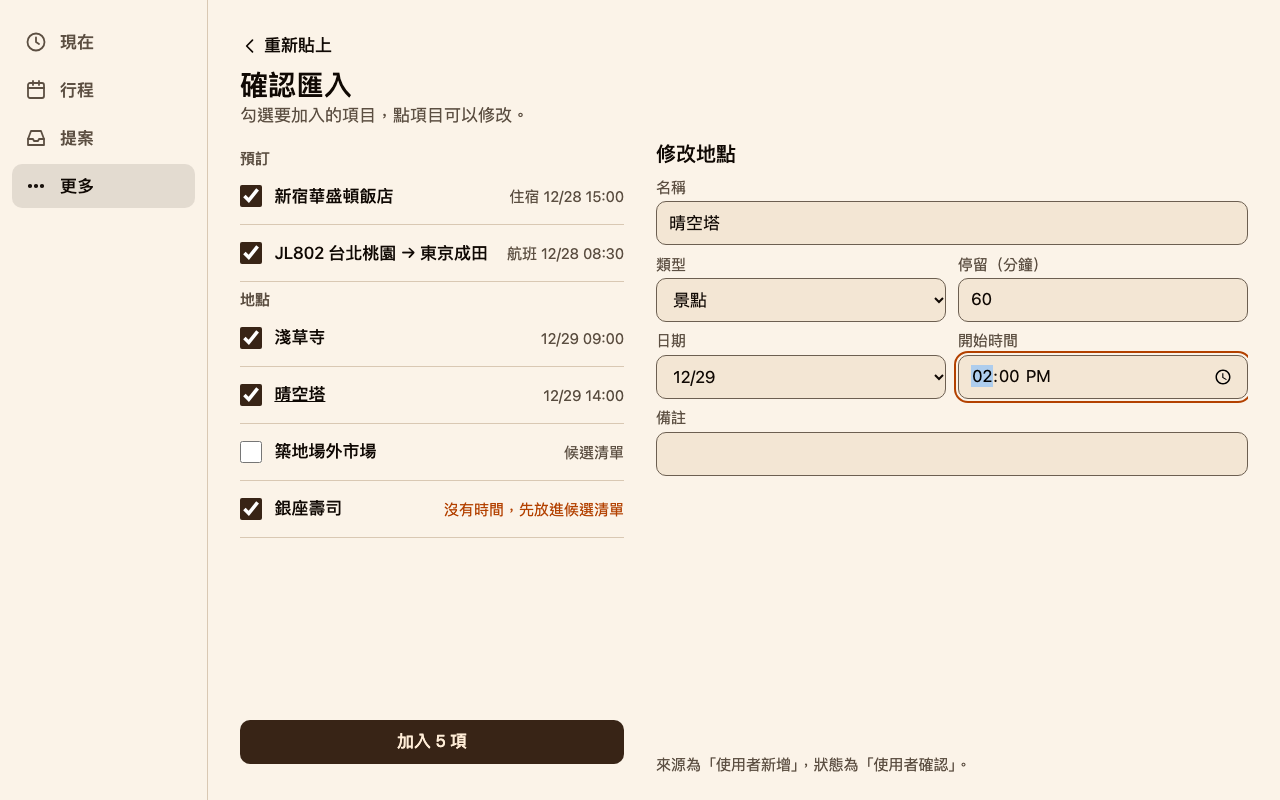 現在
行程
提案
更多
重新貼上
確認匯入
勾選要加入的項目，點項目可以修改。
預訂
新宿華盛頓飯店 住宿 12/28 15:00
JL802 台北桃園 → 東京成田 航班 12/28 08:30
地點
淺草寺 12/29 09:00
晴空塔 12/29 14:00
築地場外市場 候選清單
銀座壽司 沒有時間，先放進候選清單
加入 5 項
修改地點
名稱
晴空塔
類型 停留（分鐘）
景點 60
日期 開始時間
12/29 02:00 PM
備註
來源為「使用者新增」，狀態為「使用者確認」。